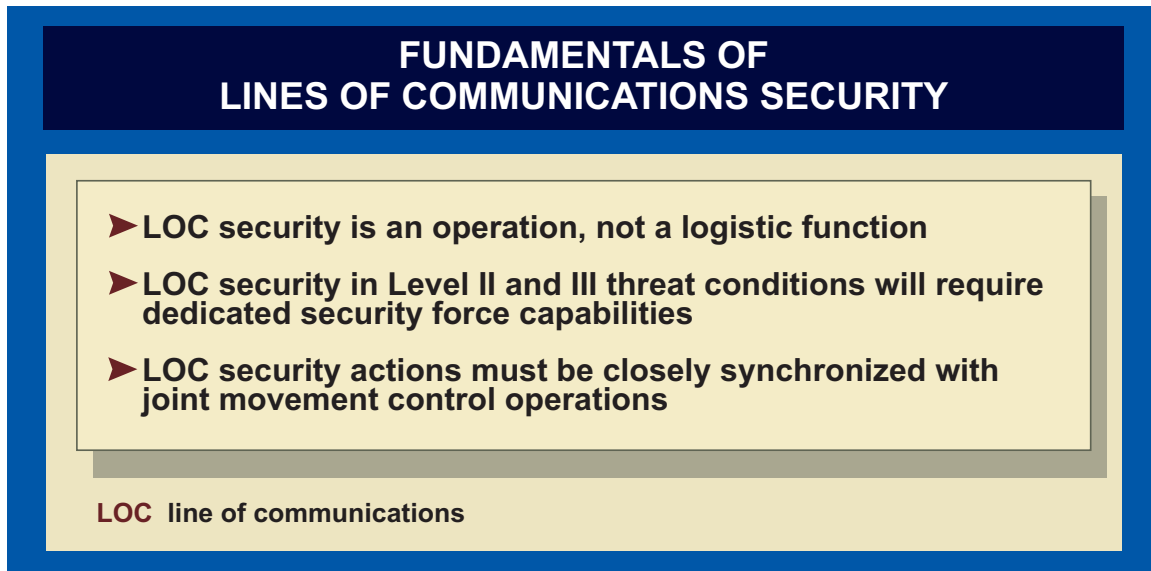 FUNDAMENTALS OF
LINES OF COMMUNICATIONS SECURITY
LOC security is an operation, not a logistic function
LOC security in Level II and III threat conditions will require
dedicated security force capabilities
LOC security actions must be closely synchronized with
joint movement control operations
LOC line of communications